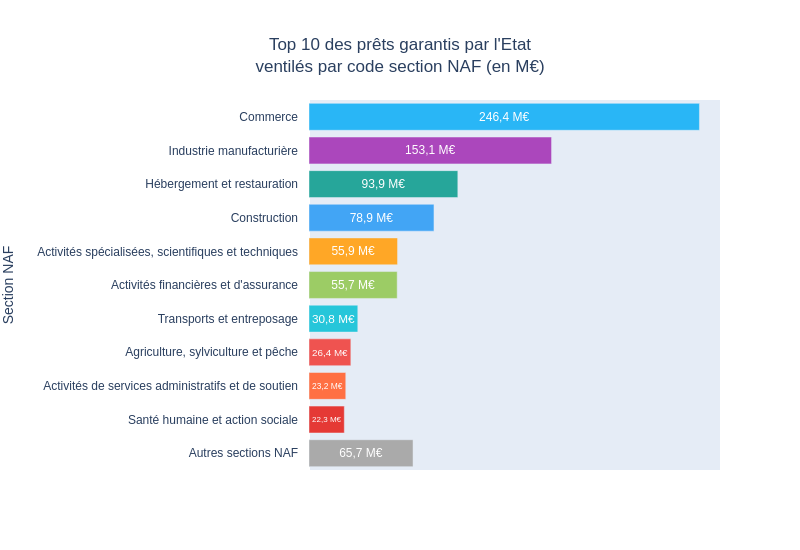 Top 10 des prêts garantis par l'Etat
ventilés par code section NAF (en M€)
Section NAF
Commerce 246,4 M€
Industrie manufacturière 153,1 M€
Hébergement et restauration 93,9 M€
Construction 78,9 M€
Activités spécialisées, scientifiques et techniques 55,9 M€
Activités financières et d'assurance 55,7 M€
Transports et entreposage 30,8 M€
Agriculture, sylviculture et pêche 26,4 M€
Activités de services administratifs et de soutien 23,2 M€
Santé humaine et action sociale 22,3 M€
Autres sections NAF 65,7 M€